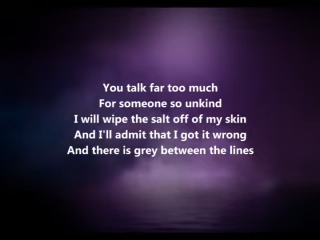 You talk far too much
For someone so unkind
I will wipe the salt off of my skin
And I'll admit that I got it wrong
And there is grey between the lines